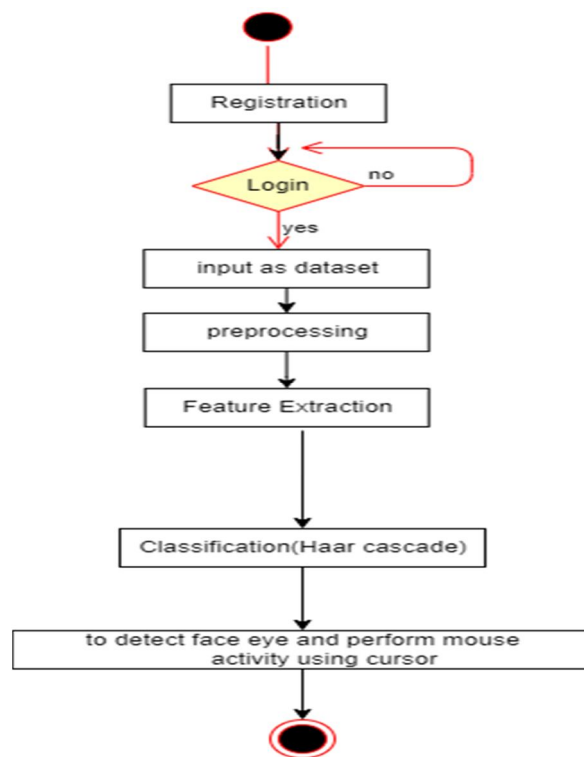 Registration
Login
no
yes
input as dataset
preprocessing
Feature Extraction
Classification(Haar cascade)
to detect face eye and perform mouse
activity using cursor